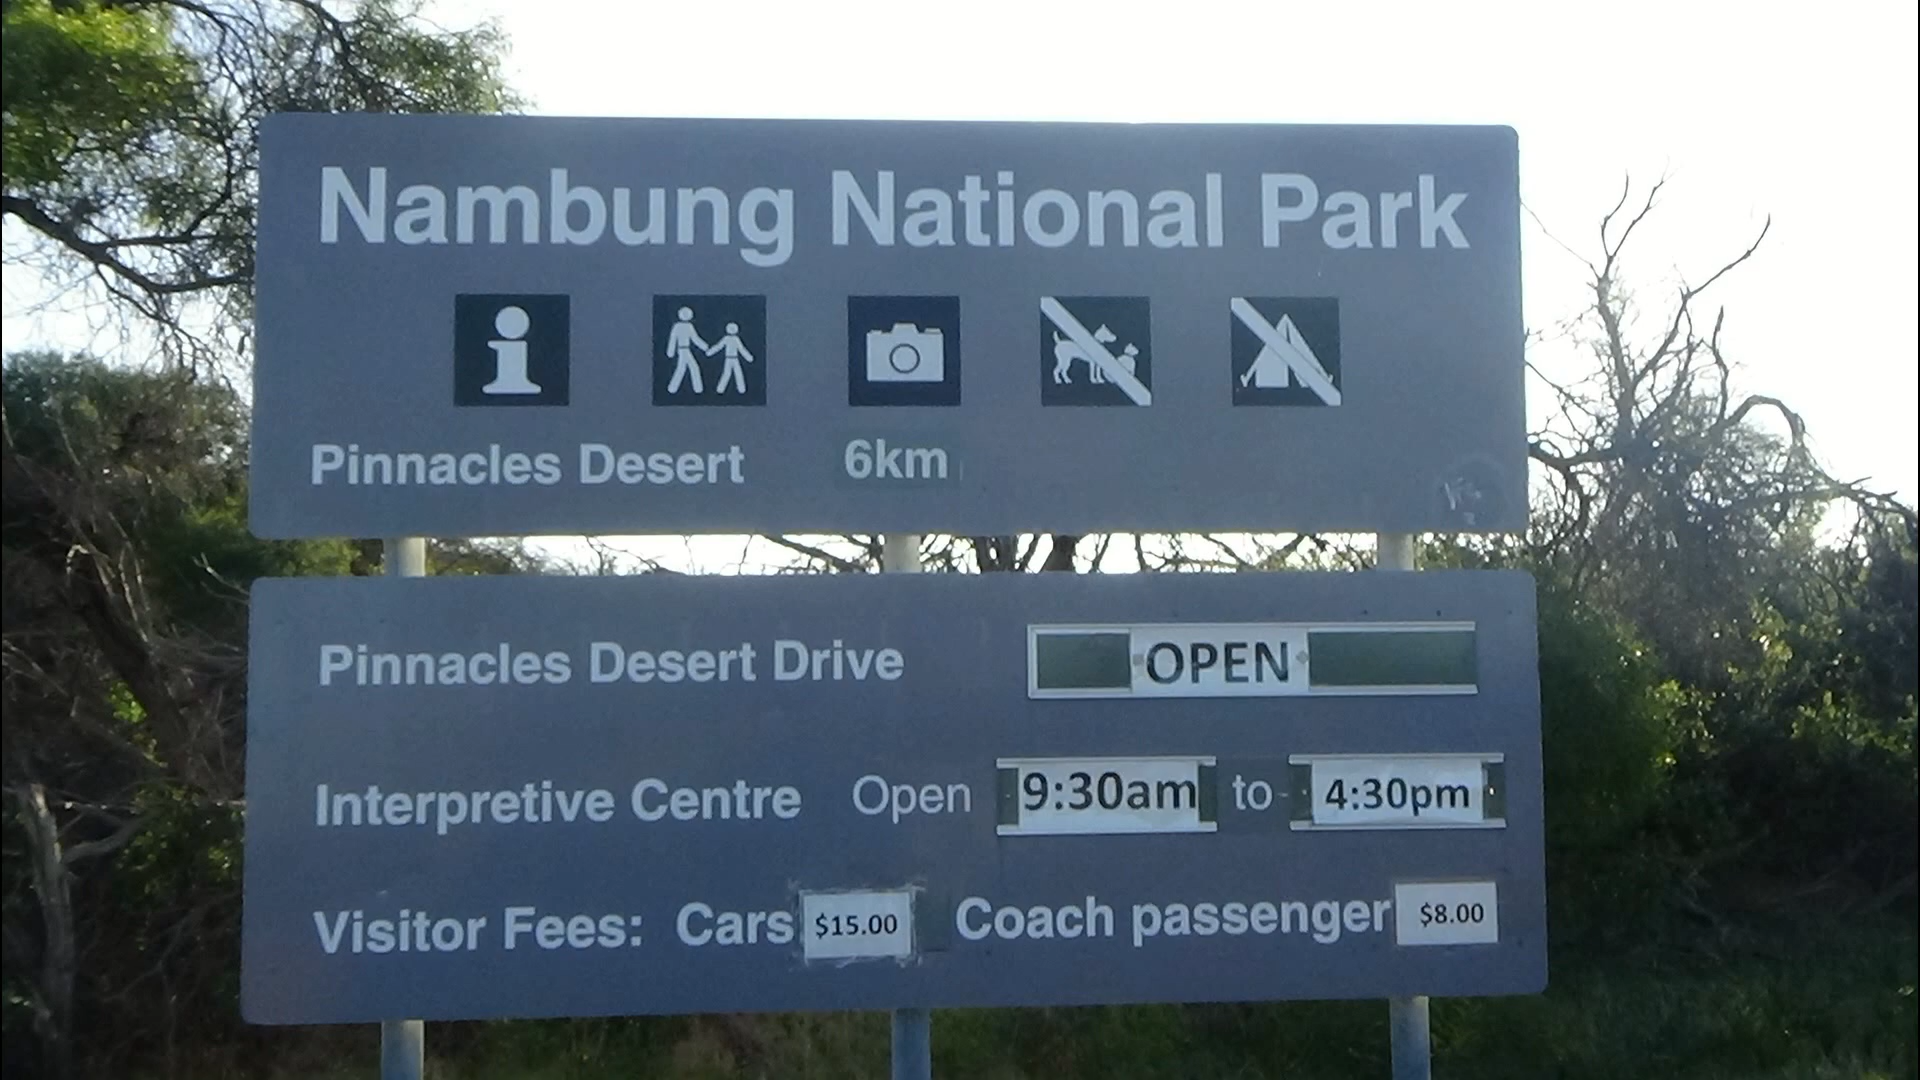 Nambung National Park
Pinnacles Desert 6km
Pinnacles Desert Drive OPEN
Interpretive Centre Open 9:30am to 4:30pm
Visitor Fees: Cars $15.00 Coach passenger $8.00